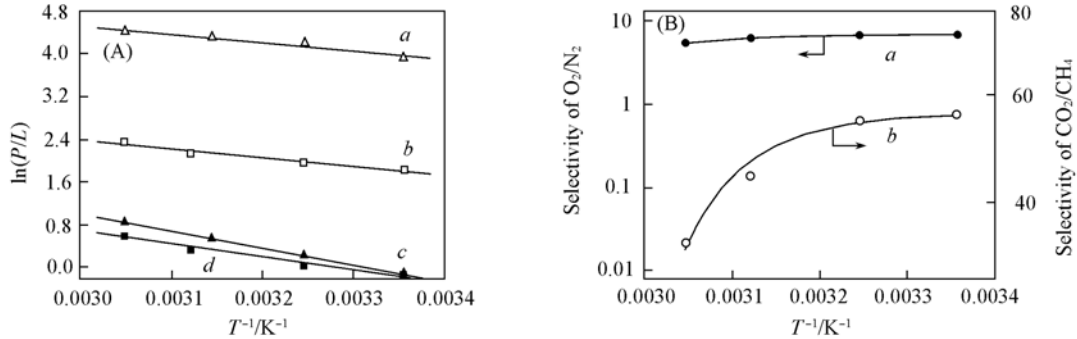 4.8
4.0
3.2
2.4
1.6
0.8
0.0
ln(P/L)
(A)
a
b
c
d
0.0030
0.0031
0.0032
0.0033
0.0034
T⁻¹/K⁻¹
10
1
0.1
0.01
Selectivity of O₂/N₂
(B)
a
b
80
60
40
Selectivity of CO₂/CH₄
0.0030
0.0031
0.0032
0.0033
0.0034
T⁻¹/K⁻¹